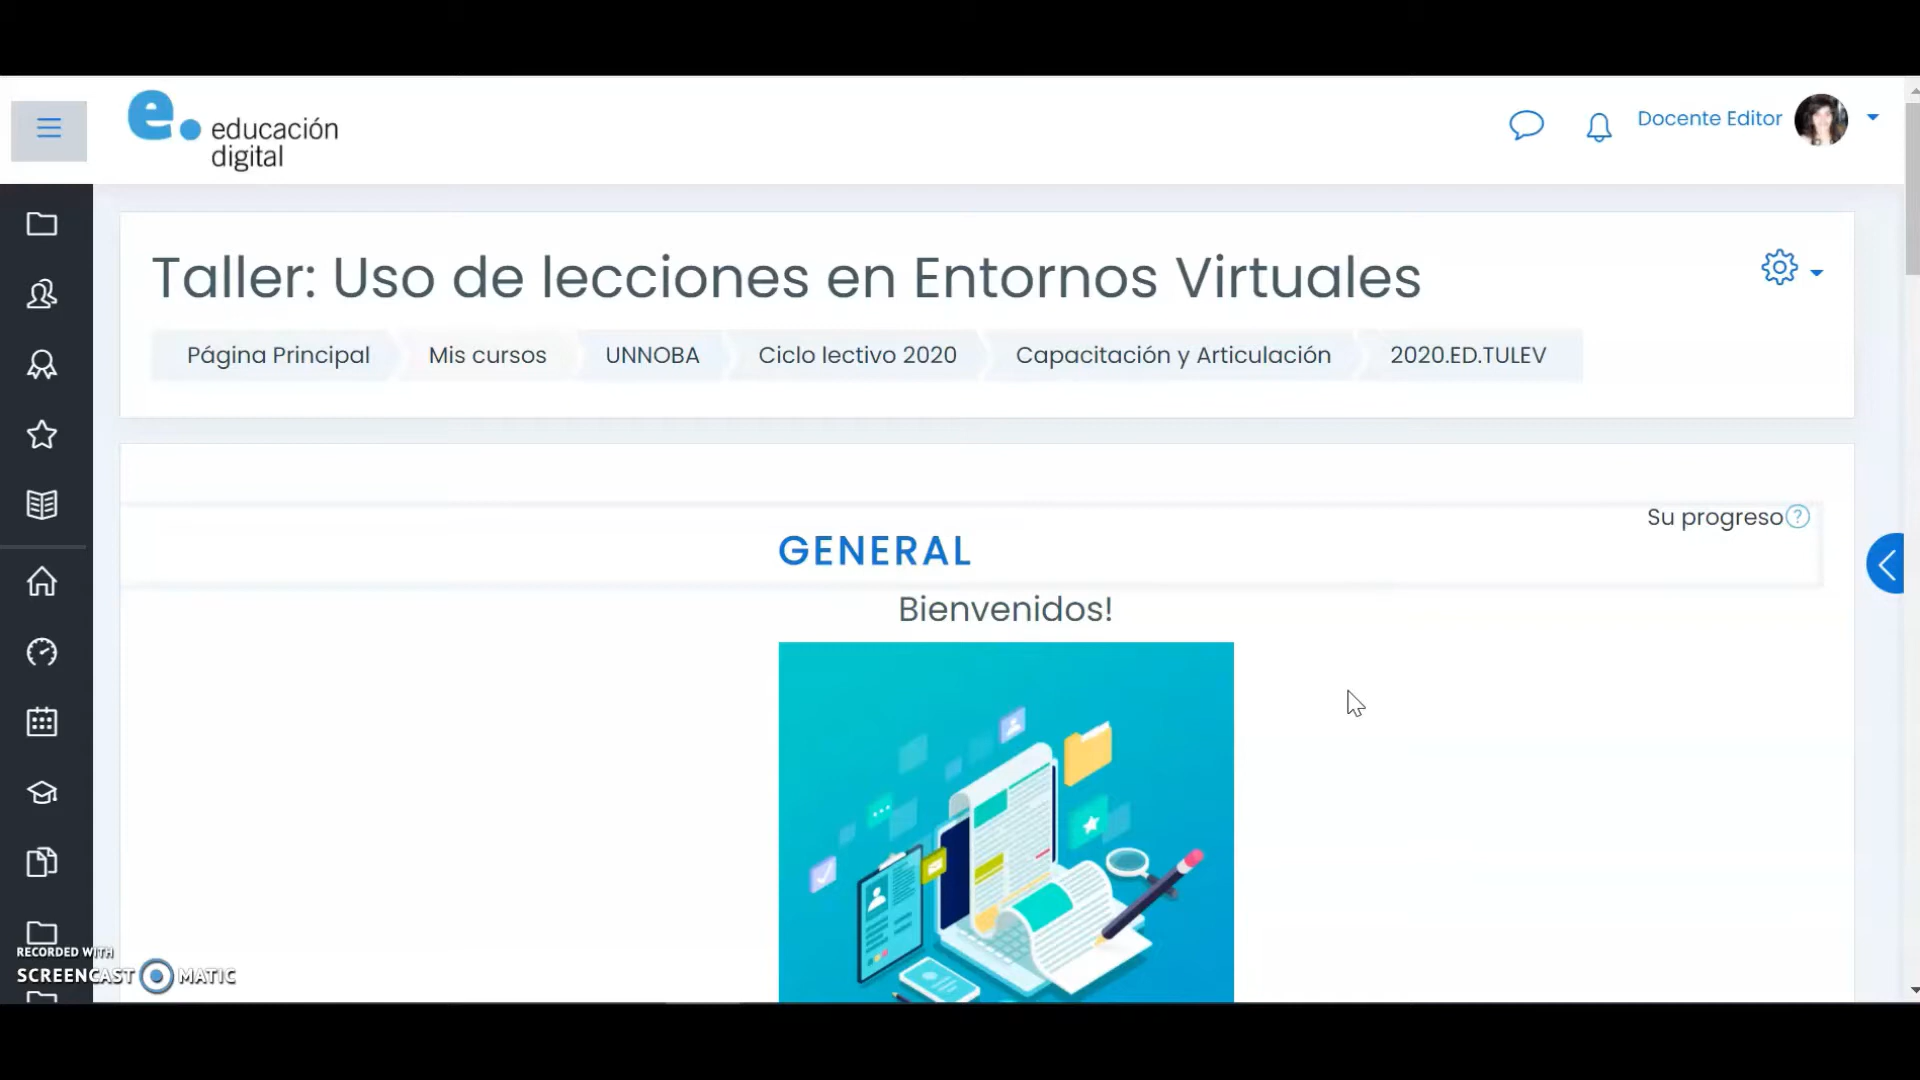 e.
educación
digital
Docente Editor
Taller: Uso de lecciones en Entornos Virtuales
Página Principal
Mis cursos
UNNOBA
Ciclo lectivo 2020
Capacitación y Articulación
2020.ED.TULEV
Su progreso
GENERAL
Bienvenidos!
RECORDED WITH
SCREENCAST MATIC